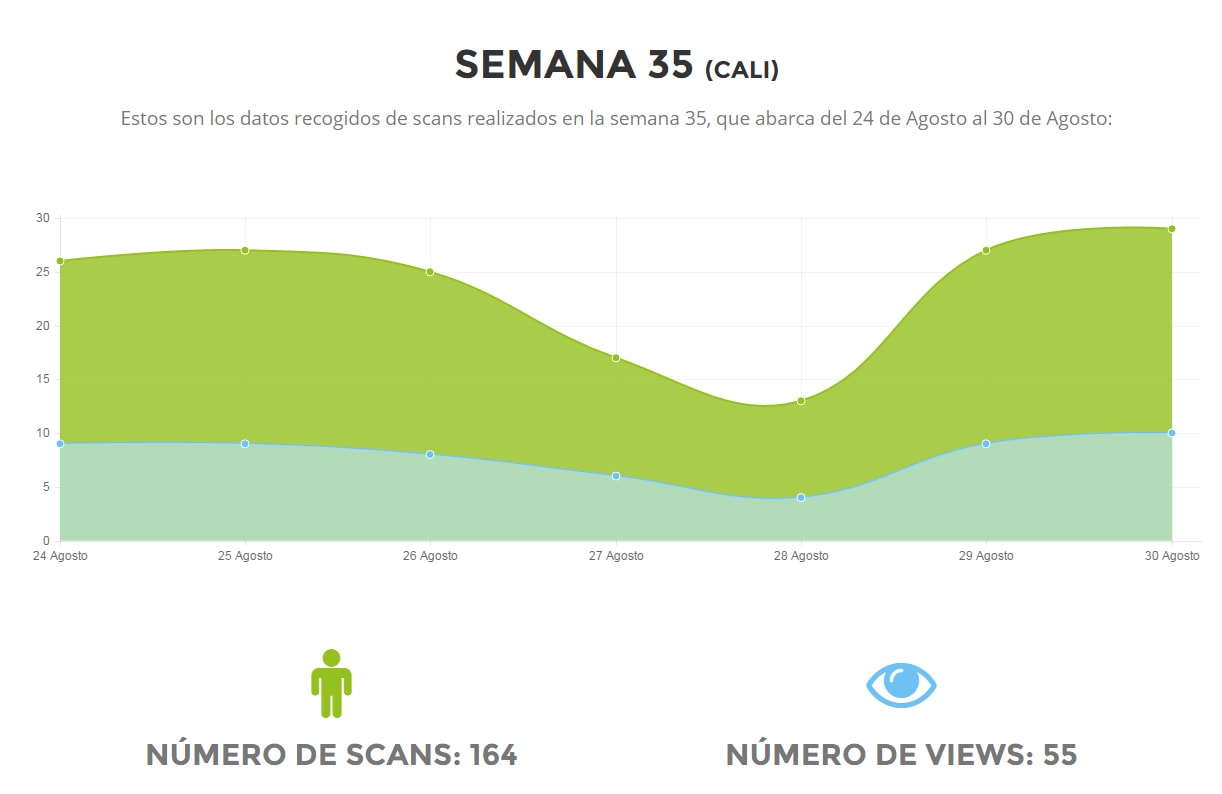 SEMANA 35 (CALI)
Estos son los datos recogidos de scans realizados en la semana 35, que abarca del 24 de Agosto al 30 de Agosto:
30
25
20
15
10
5
0
24 Agosto 25 Agosto 26 Agosto 27 Agosto 28 Agosto 29 Agosto 30 Agosto
NÚMERO DE SCANS: 164 NÚMERO DE VIEWS: 55